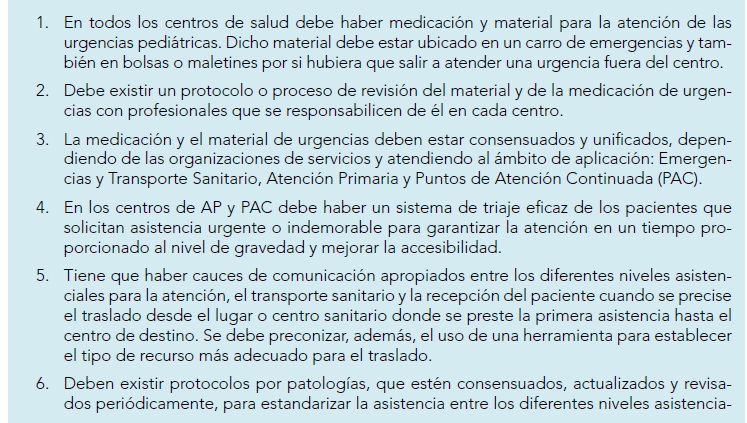 1. En todos los centros de salud debe haber medicación y material para la atención de las
urgencias pediátricas. Dicho material debe estar ubicado en un carro de emergencias y tam-
bién en bolsas o maletines por si hubiera que salir a atender una urgencia fuera del centro.
2. Debe existir un protocolo o proceso de revisión del material y de la medicación de urgen-
cias con profesionales que se responsabilicen de él en cada centro.
3. La medicación y el material de urgencias deben estar consensuados y unificados, depen-
diendo de las organizaciones de servicios y atendiendo al ámbito de aplicación: Emergen-
cias y Transporte Sanitario, Atención Primaria y Puntos de Atención Continuada (PAC).
4. En los centros de AP y PAC debe haber un sistema de triaje eficaz de los pacientes que
solicitan asistencia urgente o indemorable para garantizar la atención en un tiempo pro-
porcionado al nivel de gravedad y mejorar la accesibilidad.
5. Tiene que haber cauces de comunicación apropiados entre los diferentes niveles asisten-
ciales para la atención, el transporte sanitario y la recepción del paciente cuando se precise
el traslado desde el lugar o centro sanitario donde se preste la primera asistencia hasta el
centro de destino. Se debe preconizar, además, el uso de una herramienta para establecer
el tipo de recurso más adecuado para el traslado.
6. Deben existir protocolos por patologías, que estén consensuados, actualizados y revisa-
dos periódicamente, para estandarizar la asistencia entre los diferentes niveles asistencia-